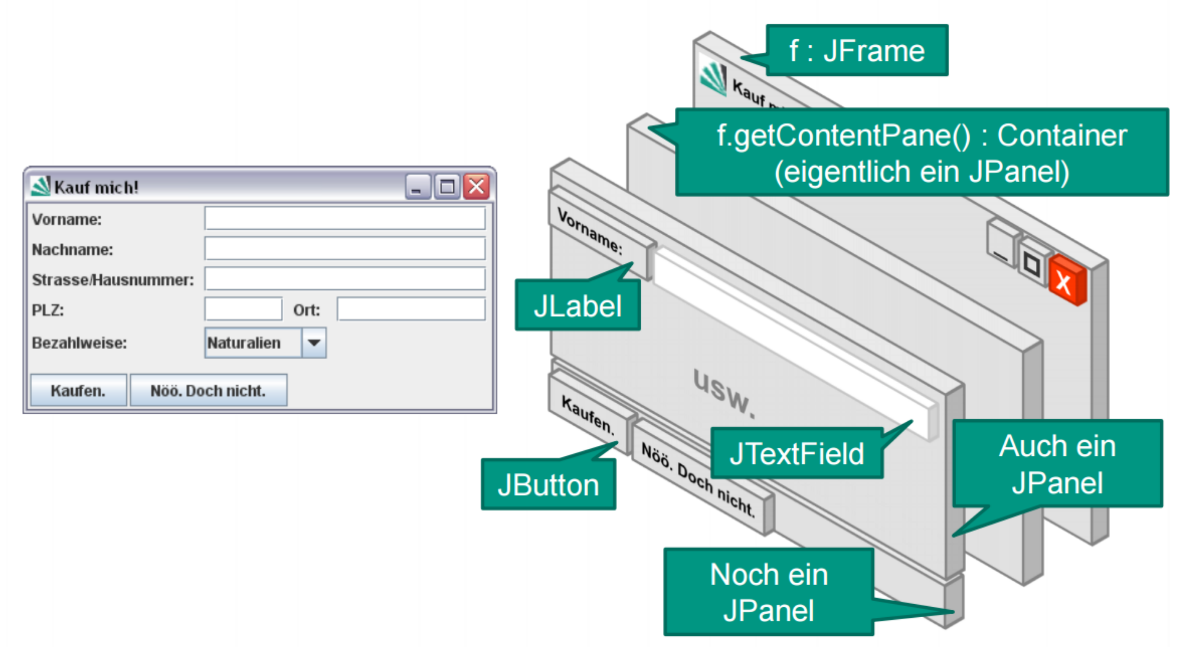 Kauf mich!
Vorname:
Nachname:
Strasse/Hausnummer:
PLZ:
Ort:
Bezahlweise:
Naturalien
Kaufen.
Nöö. Doch nicht.
f : JFrame
Kauf m
f.getContentPane() : Container
(eigentlich ein JPanel)
Vorname:
X
JLabel
usw.
Kaufen.
Nöö. Doch nicht.
JTextField
JButton
Auch ein
JPanel
Noch ein
JPanel